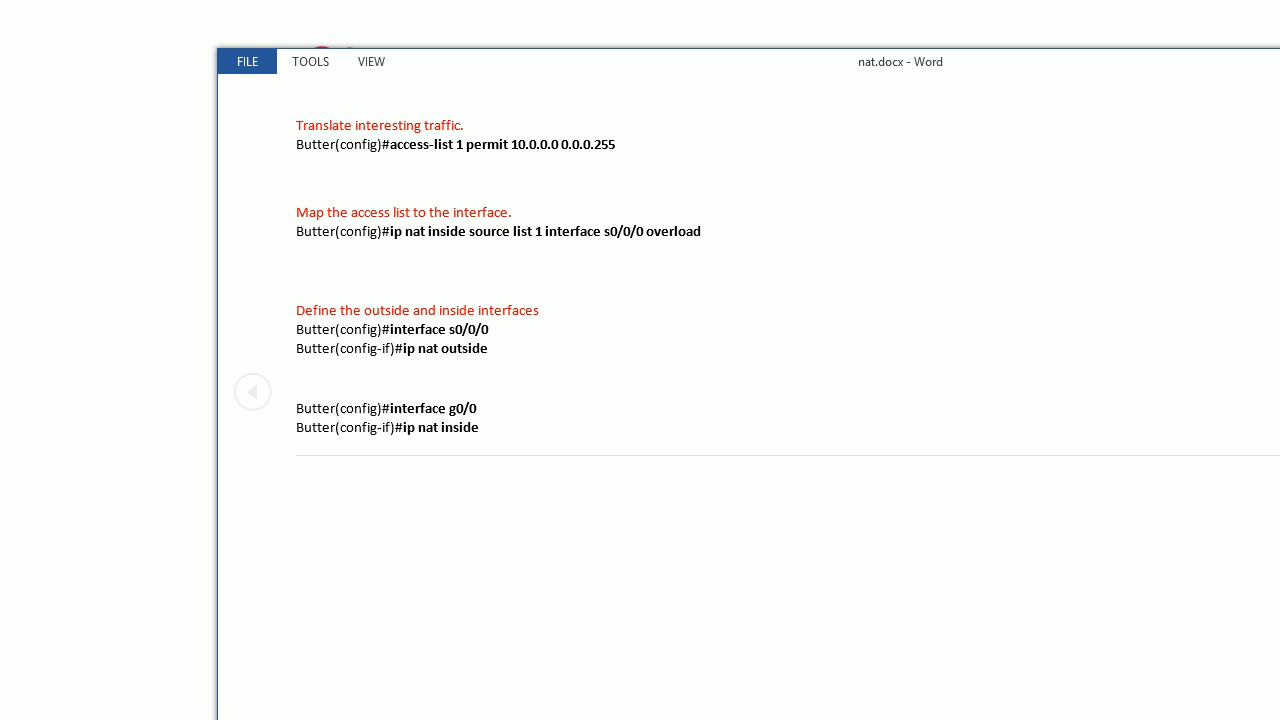 FILE TOOLS VIEW nat.docx - Word
Translate interesting traffic.
Butter(config)#access-list 1 permit 10.0.0.0 0.0.0.255
Map the access list to the interface.
Butter(config)#ip nat inside source list 1 interface s0/0/0 overload
Define the outside and inside interfaces
Butter(config)#interface s0/0/0
Butter(config-if)#ip nat outside
Butter(config)#interface g0/0
Butter(config-if)#ip nat inside